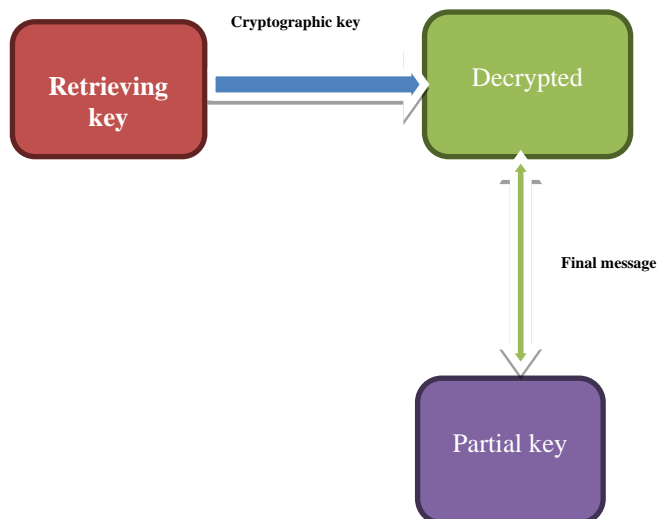 Cryptographic key
Retrieving
key
Decrypted
Final message
Partial key